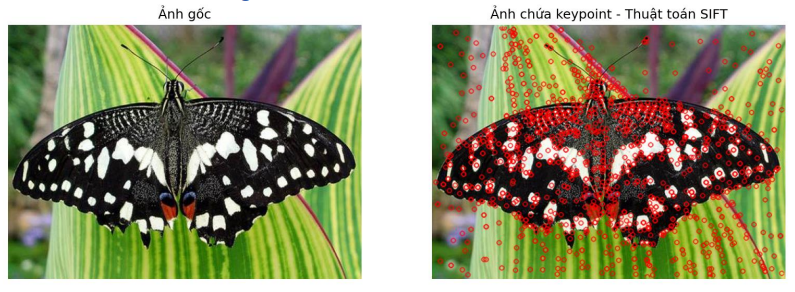 Ảnh gốc
Ảnh chứa keypoint - Thuật toán SIFT